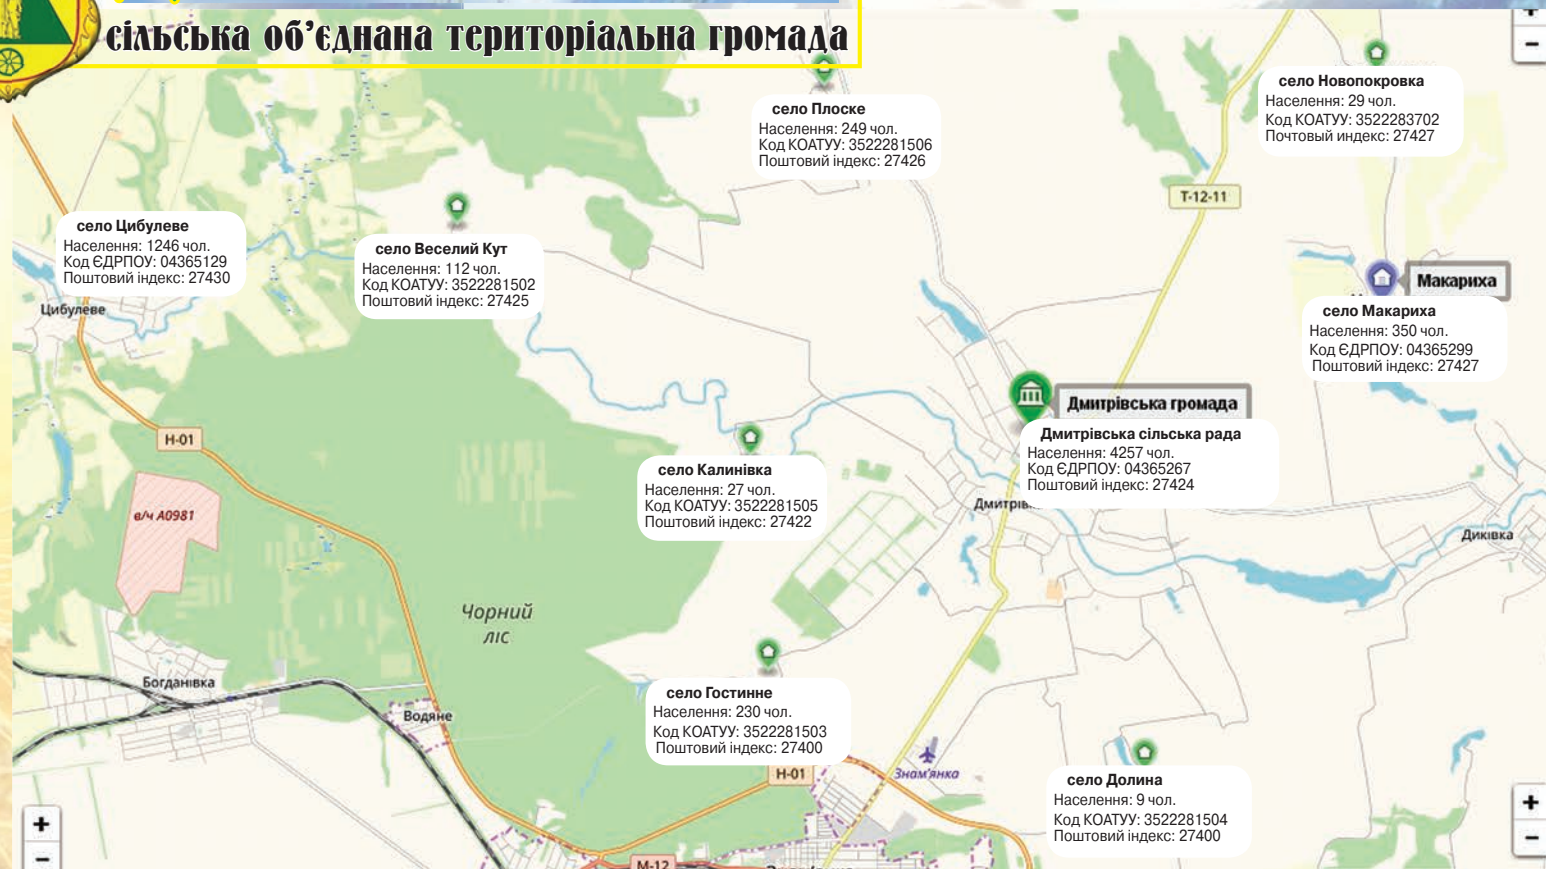 сільська об’єднана територіальна громада
село Новопокровка
Населення: 29 чол.
Код КОАТУУ: 3522283702
Почтовый индекс: 27427
село Плоске
Населення: 249 чол.
Код КОАТУУ: 3522281506
Поштовий індекс: 27426
Т-12-11
село Цибулеве
Населення: 1246 чол.
Код ЄДРПОУ: 04365129
Поштовий індекс: 27430
Цибулеве
село Веселий Кут
Населення: 112 чол.
Код КОАТУУ: 3522281502
Поштовий індекс: 27425
Макариха
село Макариха
Населення: 350 чол.
Код ЄДРПОУ: 04365299
Поштовий індекс: 27427
Дмитрівська громада
Дмитрівська сільська рада
Населення: 4257 чол.
Код ЄДРПОУ: 04365267
Поштовий індекс: 27424
Н-01
село Калинівка
Населення: 27 чол.
Код КОАТУУ: 3522281505
Поштовий індекс: 27422
в/ч А0981
Диківка
Чорний
ліс
Богданівка
Водяне
село Гостинне
Населення: 230 чол.
Код КОАТУУ: 3522281503
Поштовий індекс: 27400
Н-01
Знам'янка
село Долина
Населення: 9 чол.
Код КОАТУУ: 3522281504
Поштовий індекс: 27400
М-12